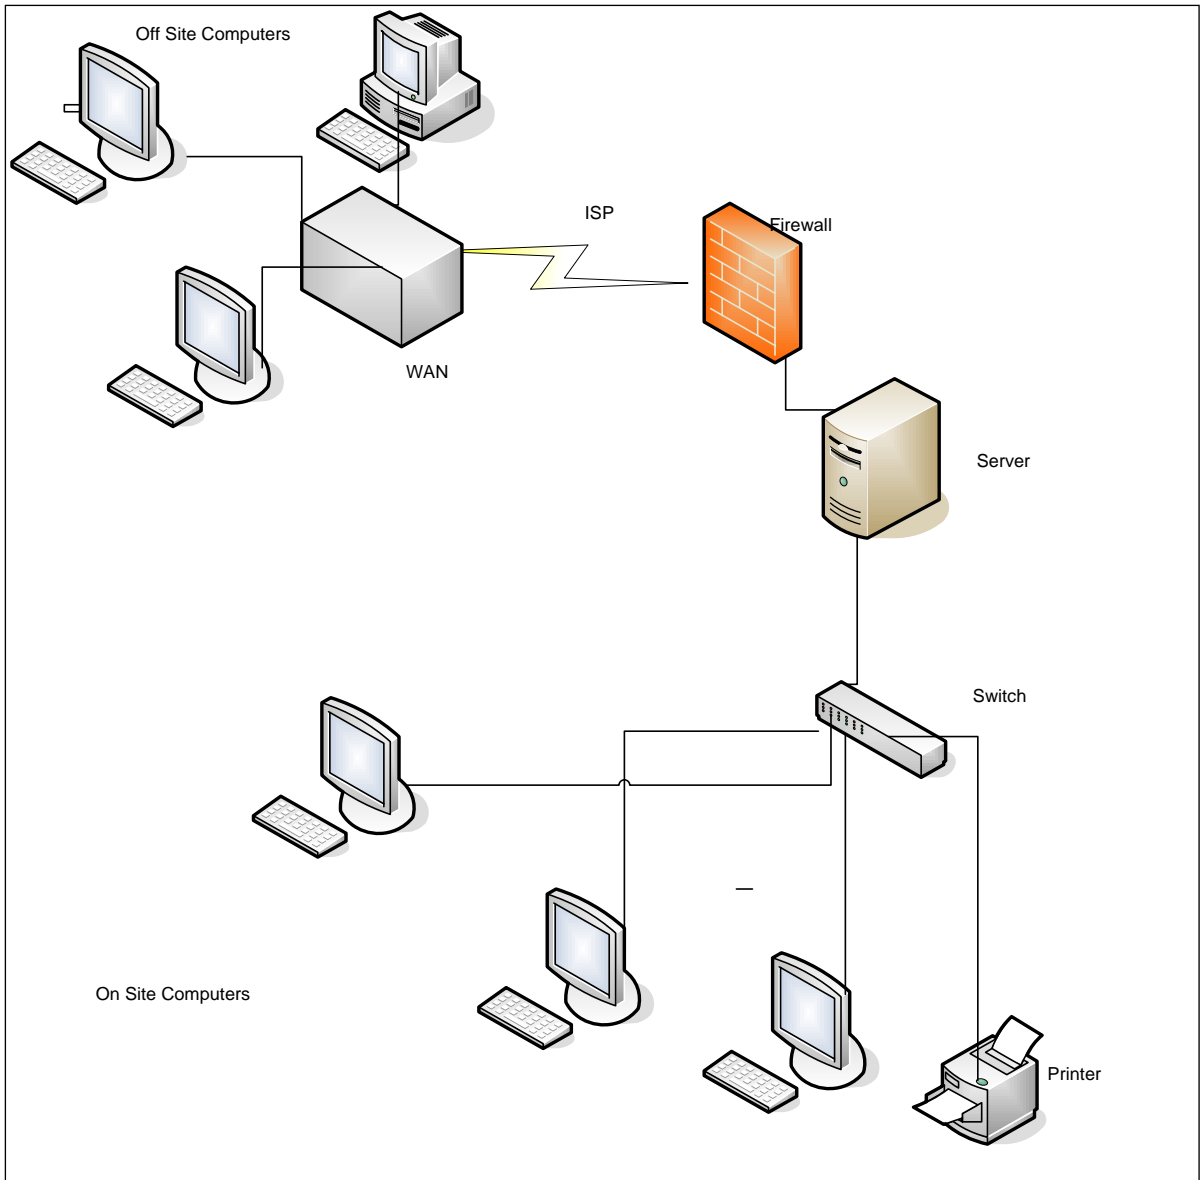 Off Site Computers
ISP
Firewall
WAN
Server
Switch
On Site Computers
Printer